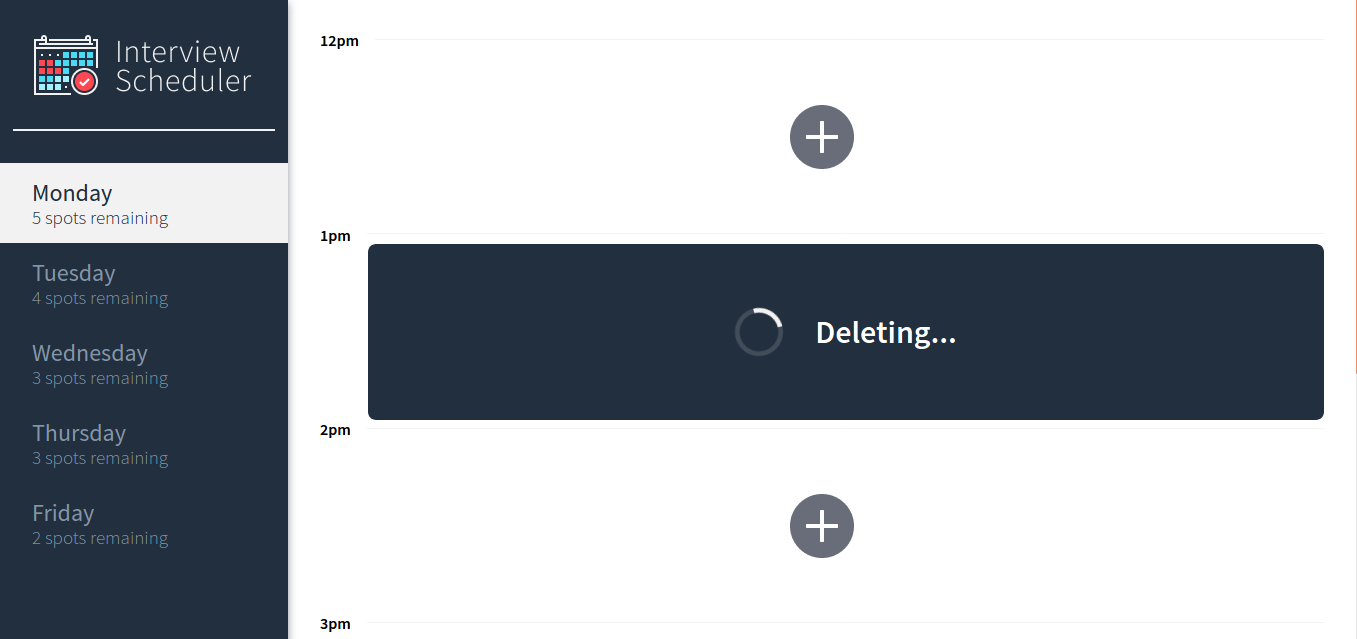 Interview
Scheduler
Monday
5 spots remaining
Tuesday
4 spots remaining
Wednesday
3 spots remaining
Thursday
3 spots remaining
Friday
2 spots remaining
12pm
1pm
Deleting...
2pm
3pm